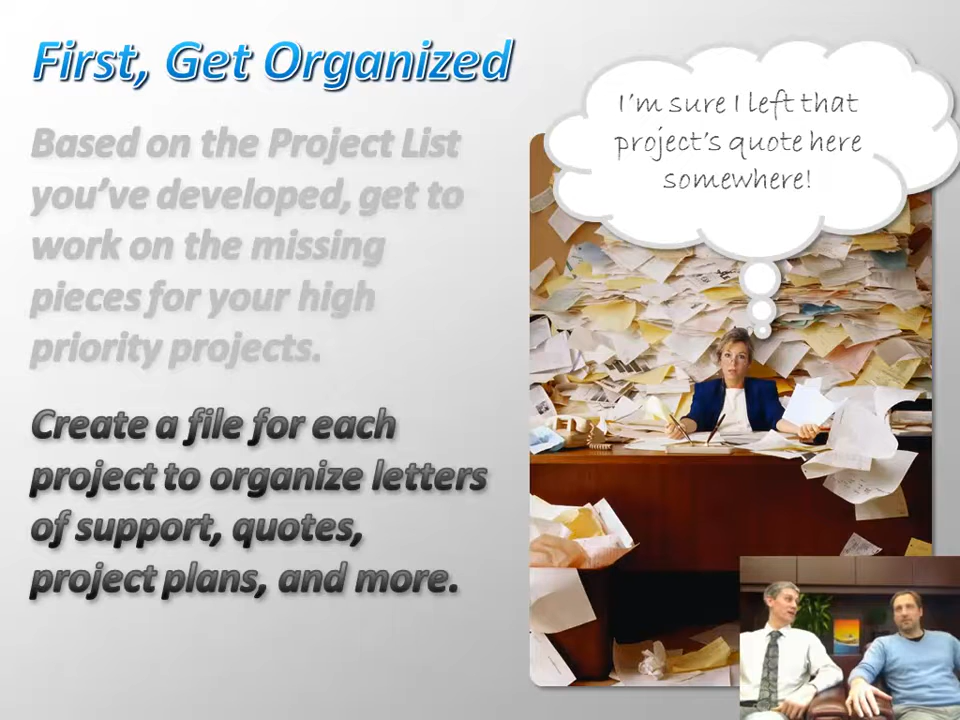 First, Get Organized
Based on the Project List
you've developed, get to
work on the missing
pieces for your high
priority projects.
Create a file for each
project to organize letters
of support, quotes,
project plans, and more.
I'm sure I left that
project's quote here
somewhere!